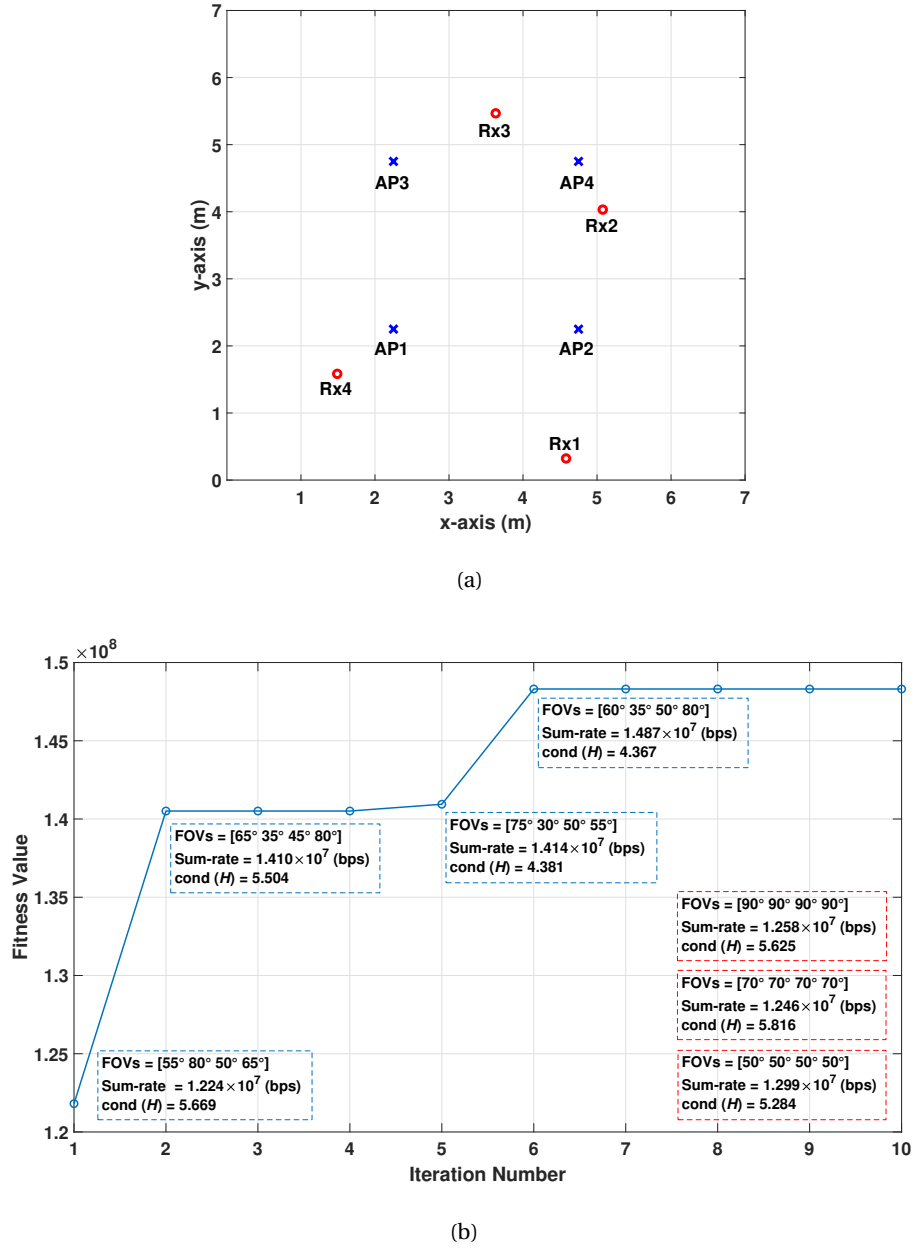 7
6
5
4
3
2
1
0
y-axis (m)
Rx3
AP3
AP4
Rx2
AP1
AP2
Rx4
Rx1
1 2 3 4 5 6 7
x-axis (m)
(a)
×10^8
1.5
1.45
1.4
1.35
1.3
1.25
1.2
Fitness Value
FOVs = [60° 35° 50° 80°]
Sum-rate = 1.487×10^7 (bps)
cond (H) = 4.367
FOVs = [65° 35° 45° 80°]
Sum-rate = 1.410×10^7 (bps)
cond (H) = 5.504
FOVs = [75° 30° 50° 55°]
Sum-rate = 1.414×10^7 (bps)
cond (H) = 4.381
FOVs = [90° 90° 90° 90°]
Sum-rate = 1.258×10^7 (bps)
cond (H) = 5.625
FOVs = [70° 70° 70° 70°]
Sum-rate = 1.246×10^7 (bps)
cond (H) = 5.816
FOVs = [55° 80° 50° 65°]
Sum-rate = 1.224×10^7 (bps)
cond (H) = 5.669
FOVs = [50° 50° 50° 50°]
Sum-rate = 1.299×10^7 (bps)
cond (H) = 5.284
1 2 3 4 5 6 7 8 9 10
Iteration Number
(b)